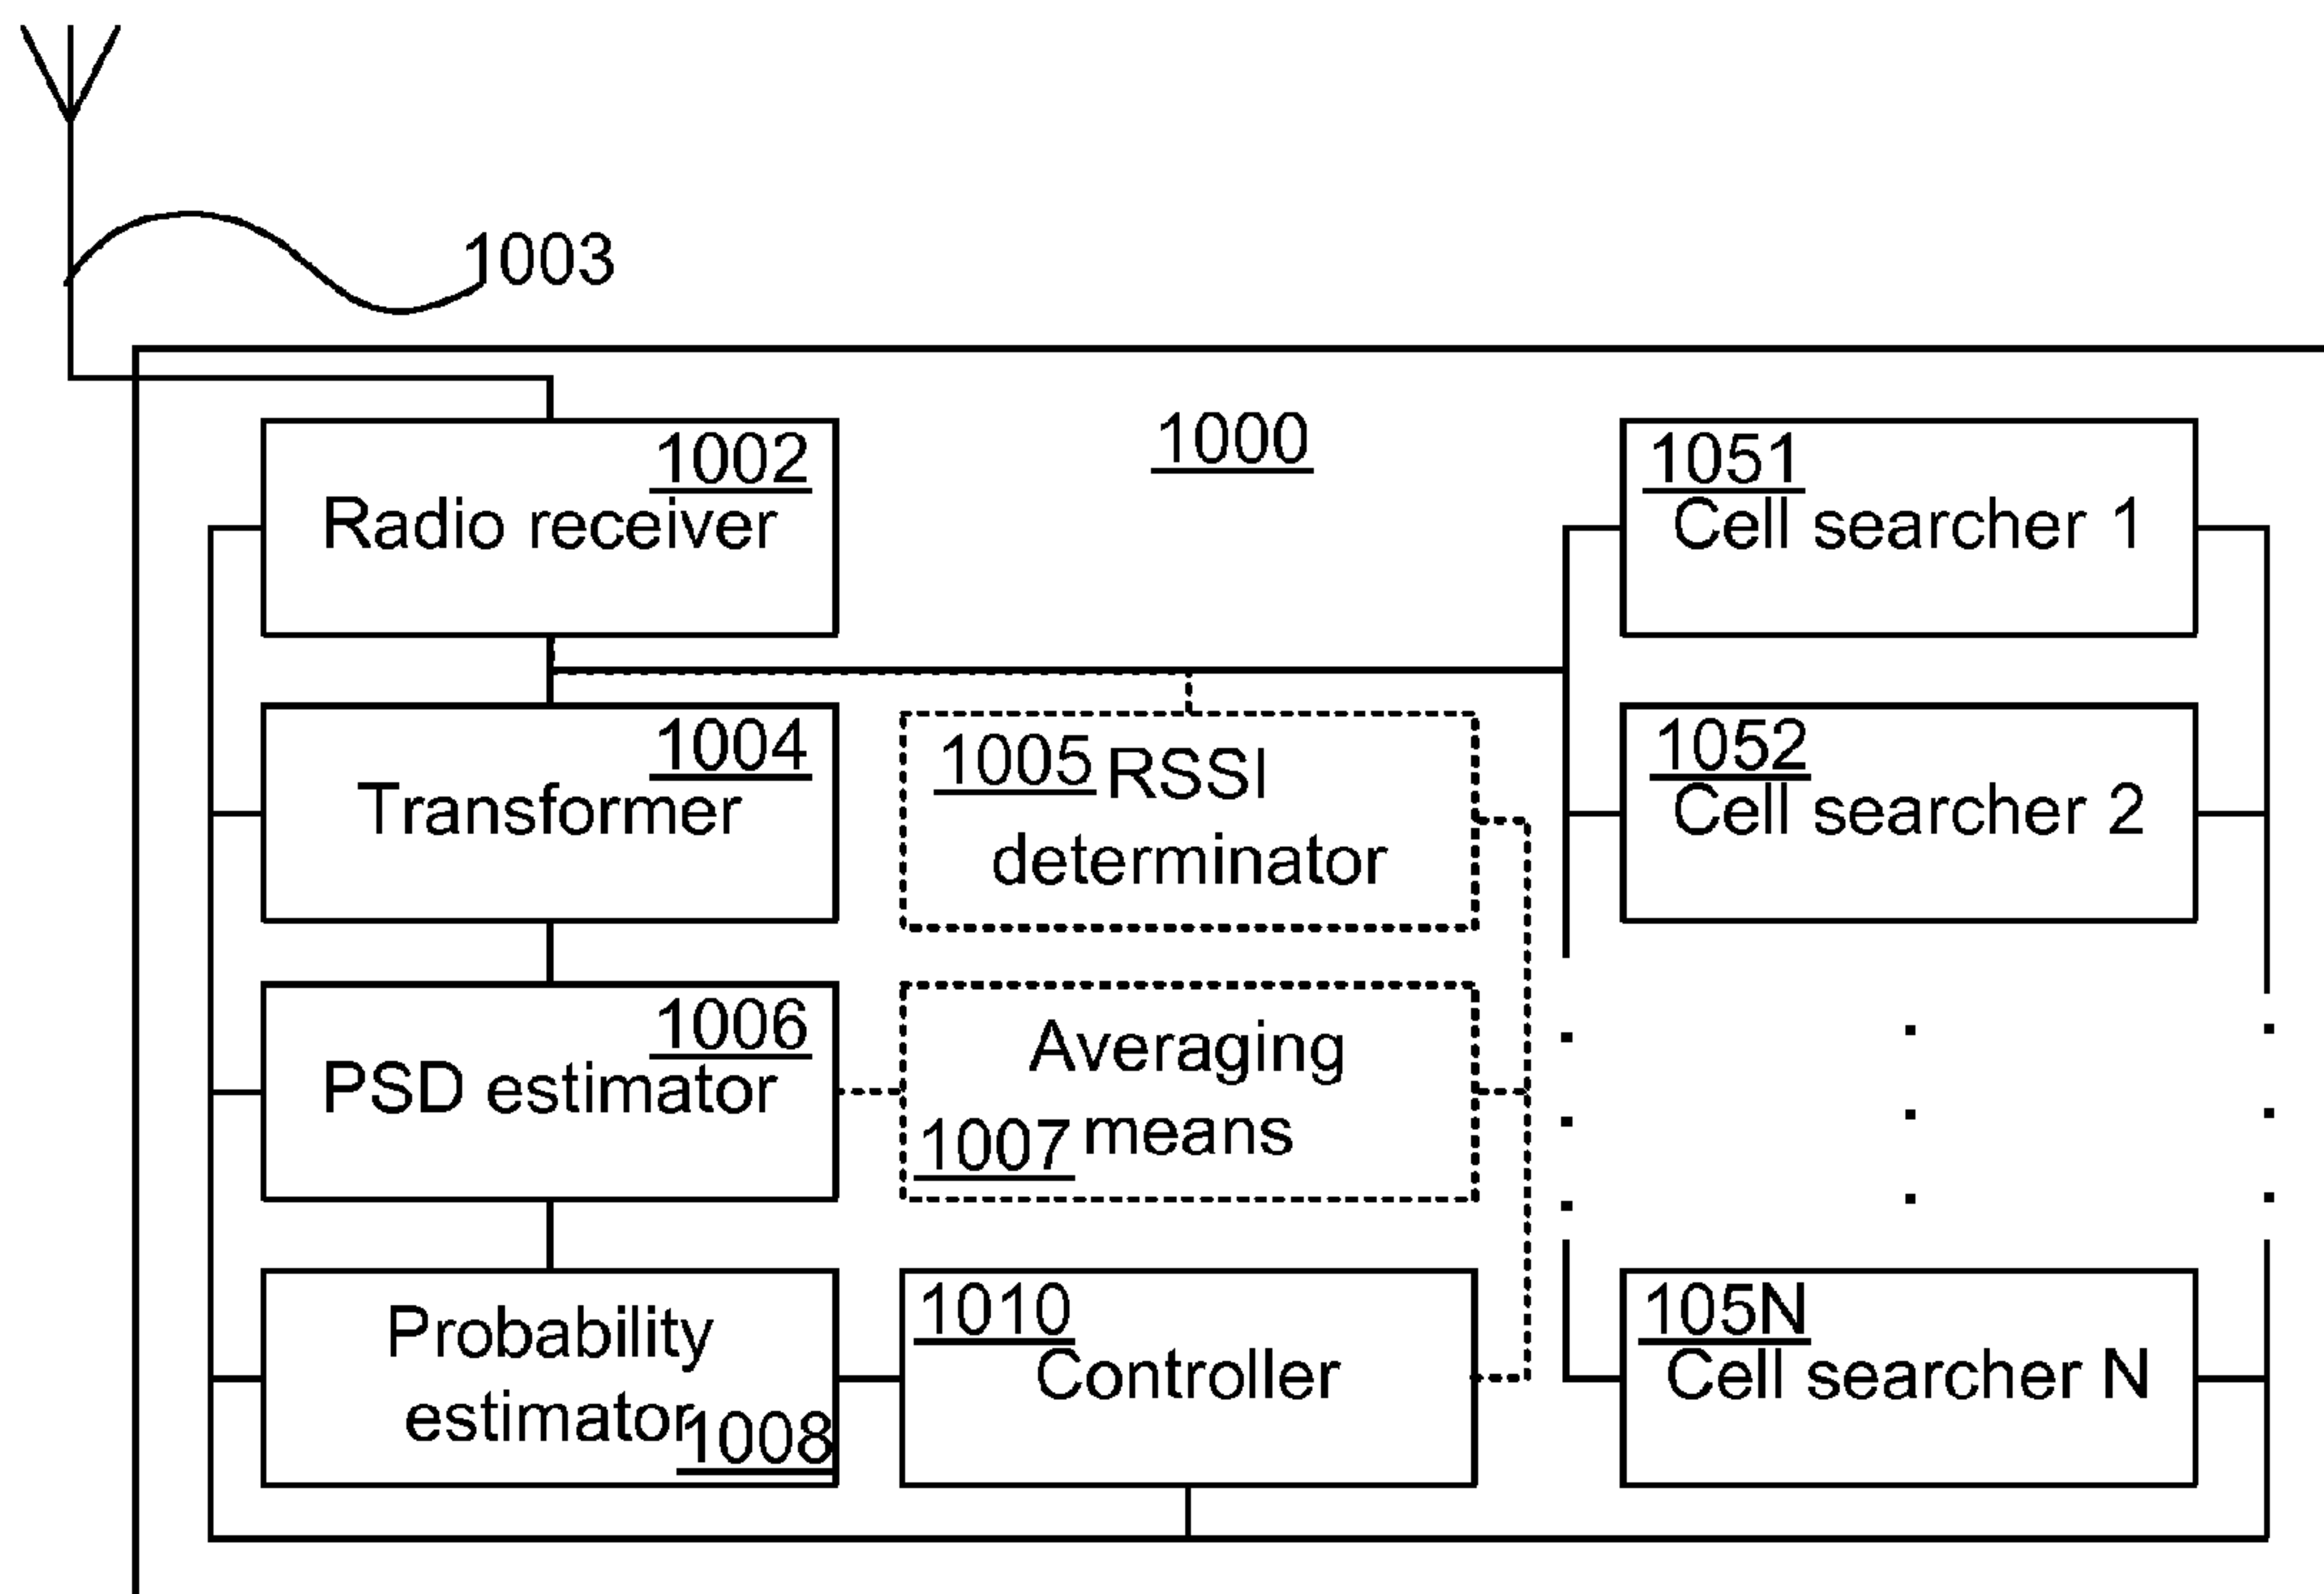 1003
1000
1002
Radio receiver
1051
Cell searcher 1
1004
Transformer
1005 RSSI
determinator
1052
Cell searcher 2
1006
PSD estimator
Averaging
1007 means
Probability
estimator 1008
1010
Controller
105N
Cell searcher N